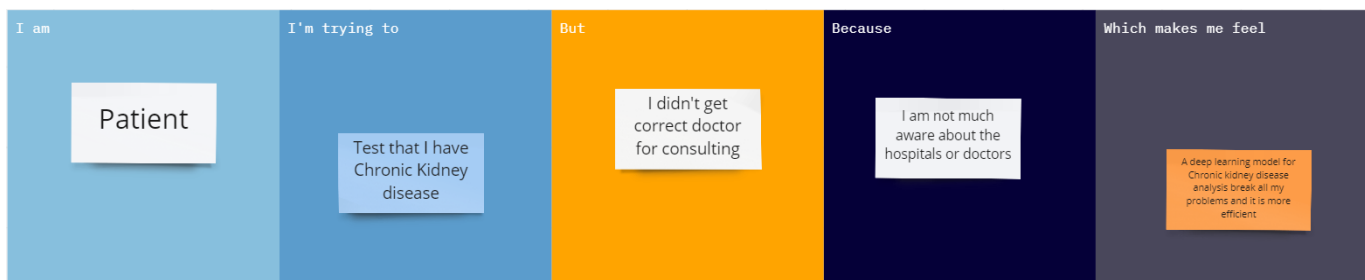 I am
Patient
I'm trying to
Test that I have
Chronic Kidney
disease
But
I didn't get
correct doctor
for consulting
Because
I am not much
aware about the
hospitals or doctors
Which makes me feel
A deep learning model for
Chronic kidney disease
analysis break all my
problems and it is more
efficient